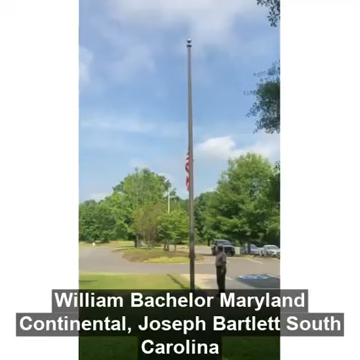 William Bachelor Maryland
Continental, Joseph Bartlett South
Carolina